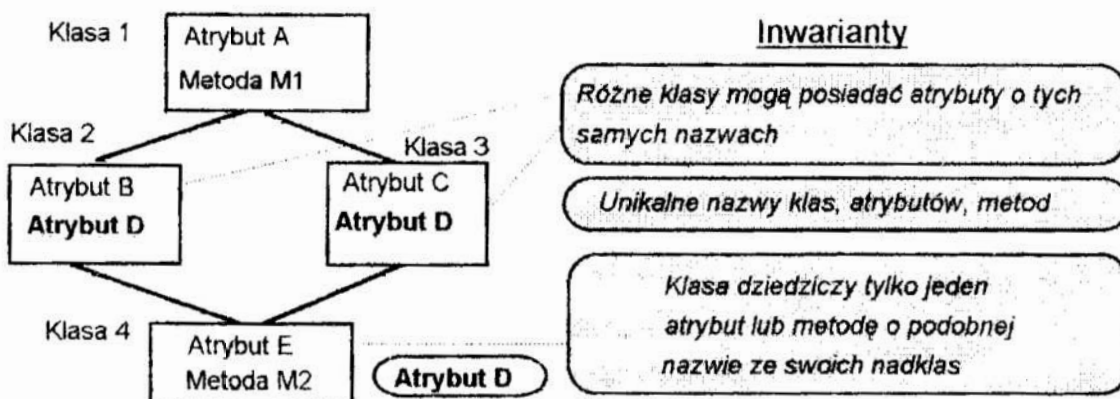 Klasa 1
Atrybut A
Metoda M1
Klasa 2
Atrybut B
Atrybut D
Klasa 3
Atrybut C
Atrybut D
Klasa 4
Atrybut E
Metoda M2
Atrybut D
Inwarianty
Różne klasy mogą posiadać atrybuty o tych
samych nazwach
Unikalne nazwy klas, atrybutów, metod
Klasa dziedziczy tylko jeden
atrybut lub metodę o podobnej
nazwie ze swoich nadklas